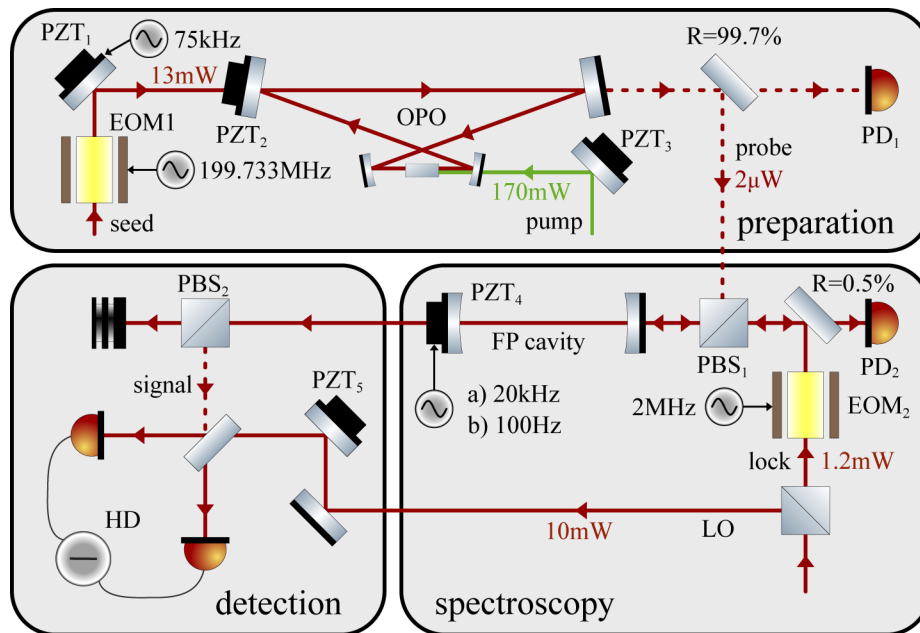 PZT₁
75kHz
R=99.7%
13mW
EOM1
PZT₂
OPO
PZT₃
PD₁
199.733MHz
probe
2μW
170mW
seed
pump
preparation
PBS₂
PZT₄
R=0.5%
FP cavity
PBS₁
PD₂
signal
PZT₅
a) 20kHz
b) 100Hz
2MHz
EOM₂
lock
1.2mW
HD
10mW
LO
detection
spectroscopy